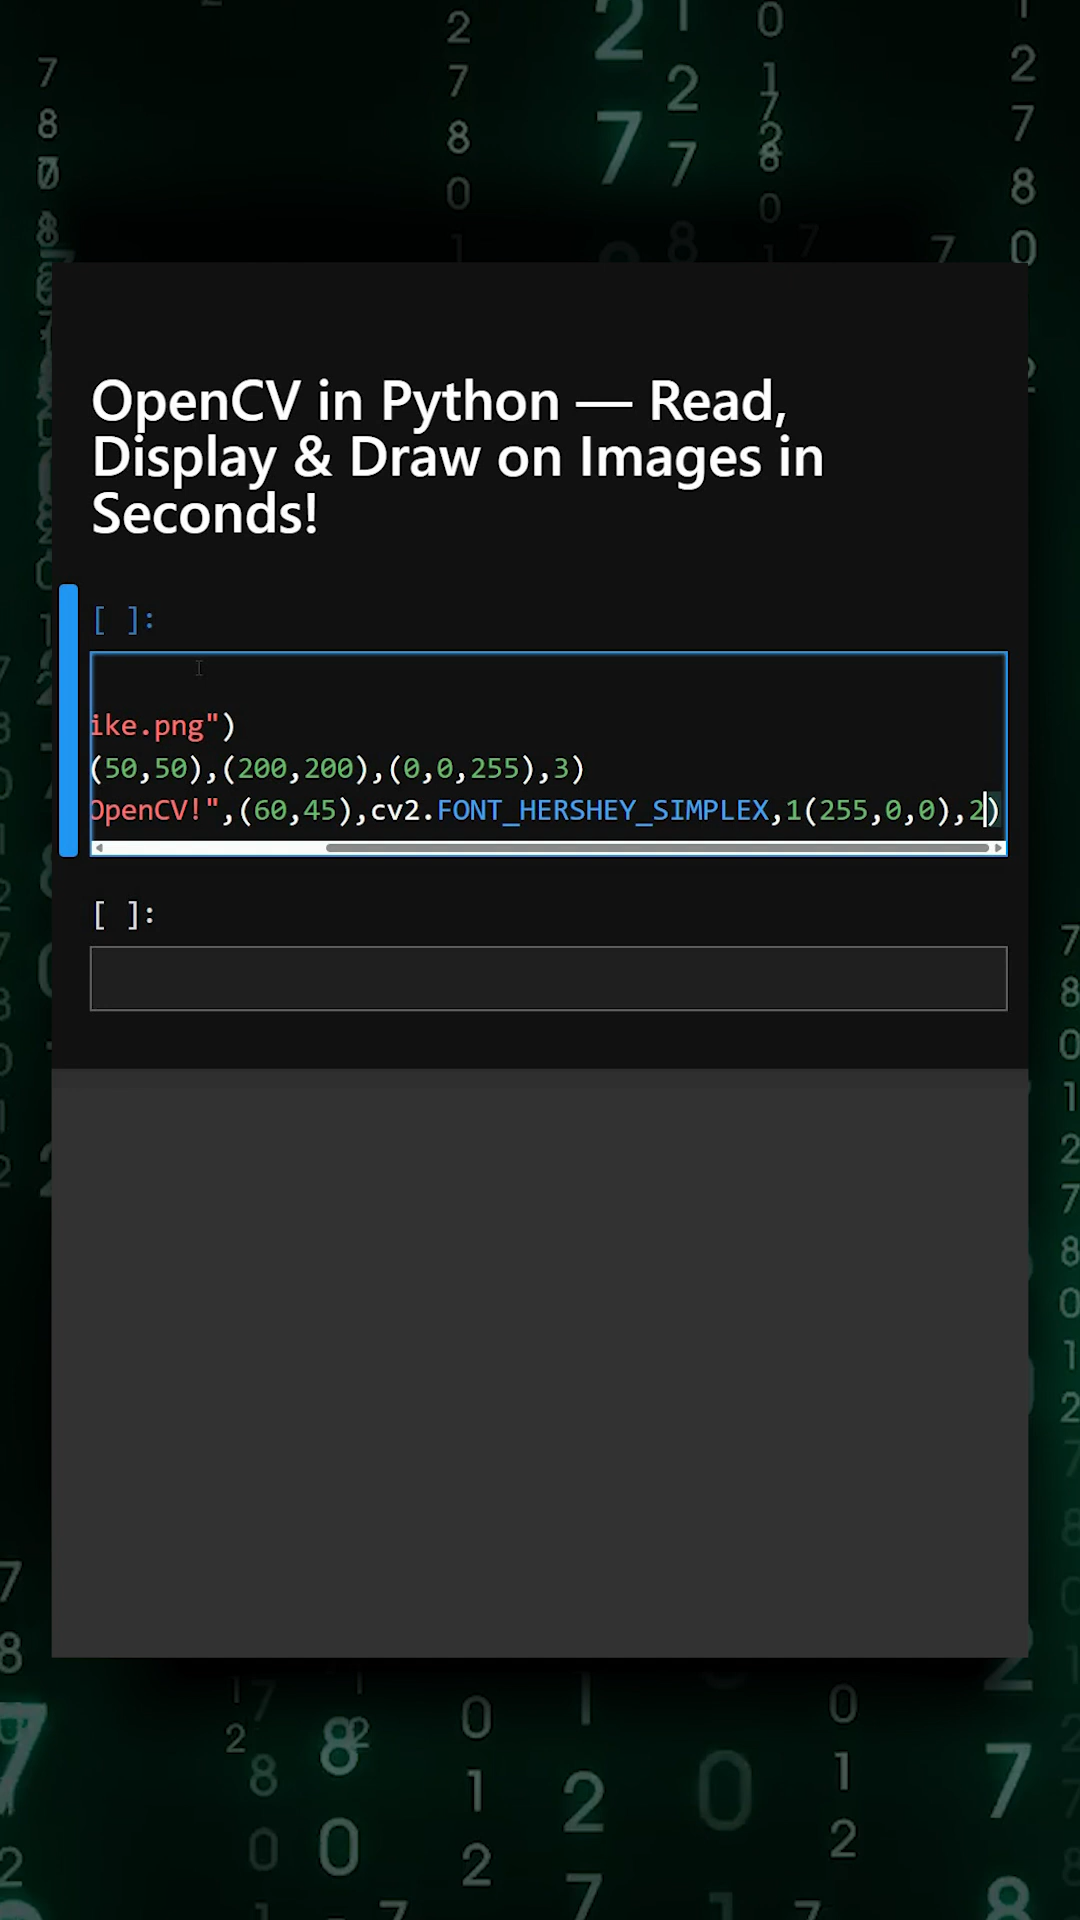 OpenCV in Python — Read,
Display & Draw on Images in
Seconds!
[ ]:
ike.png")
(50,50),(200,200),(0,0,255),3)
OpenCV!",(60,45),cv2.FONT_HERSHEY_SIMPLEX,1(255,0,0),2)
[ ]: